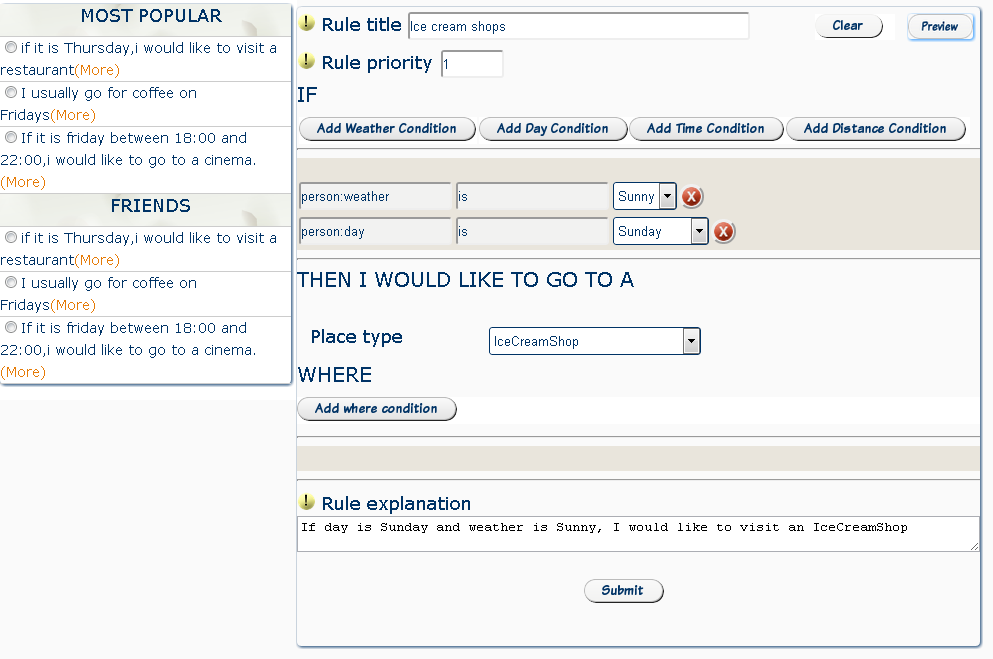 MOST POPULAR
if it is Thursday,i would like to visit a
restaurant(More)
I usually go for coffee on
Fridays(More)
If it is friday between 18:00 and
22:00,i would like to go to a cinema.
(More)
FRIENDS
if it is Thursday,i would like to visit a
restaurant(More)
I usually go for coffee on
Fridays(More)
If it is friday between 18:00 and
22:00,i would like to go to a cinema.
(More)
! Rule title Ice cream shops Clear Preview
! Rule priority 1
IF
Add Weather Condition Add Day Condition Add Time Condition Add Distance Condition
person:weather is Sunny X
person:day is Sunday X
THEN I WOULD LIKE TO GO TO A
Place type IceCreamShop
WHERE
Add where condition
! Rule explanation
If day is Sunday and weather is Sunny, I would like to visit an IceCreamShop
Submit